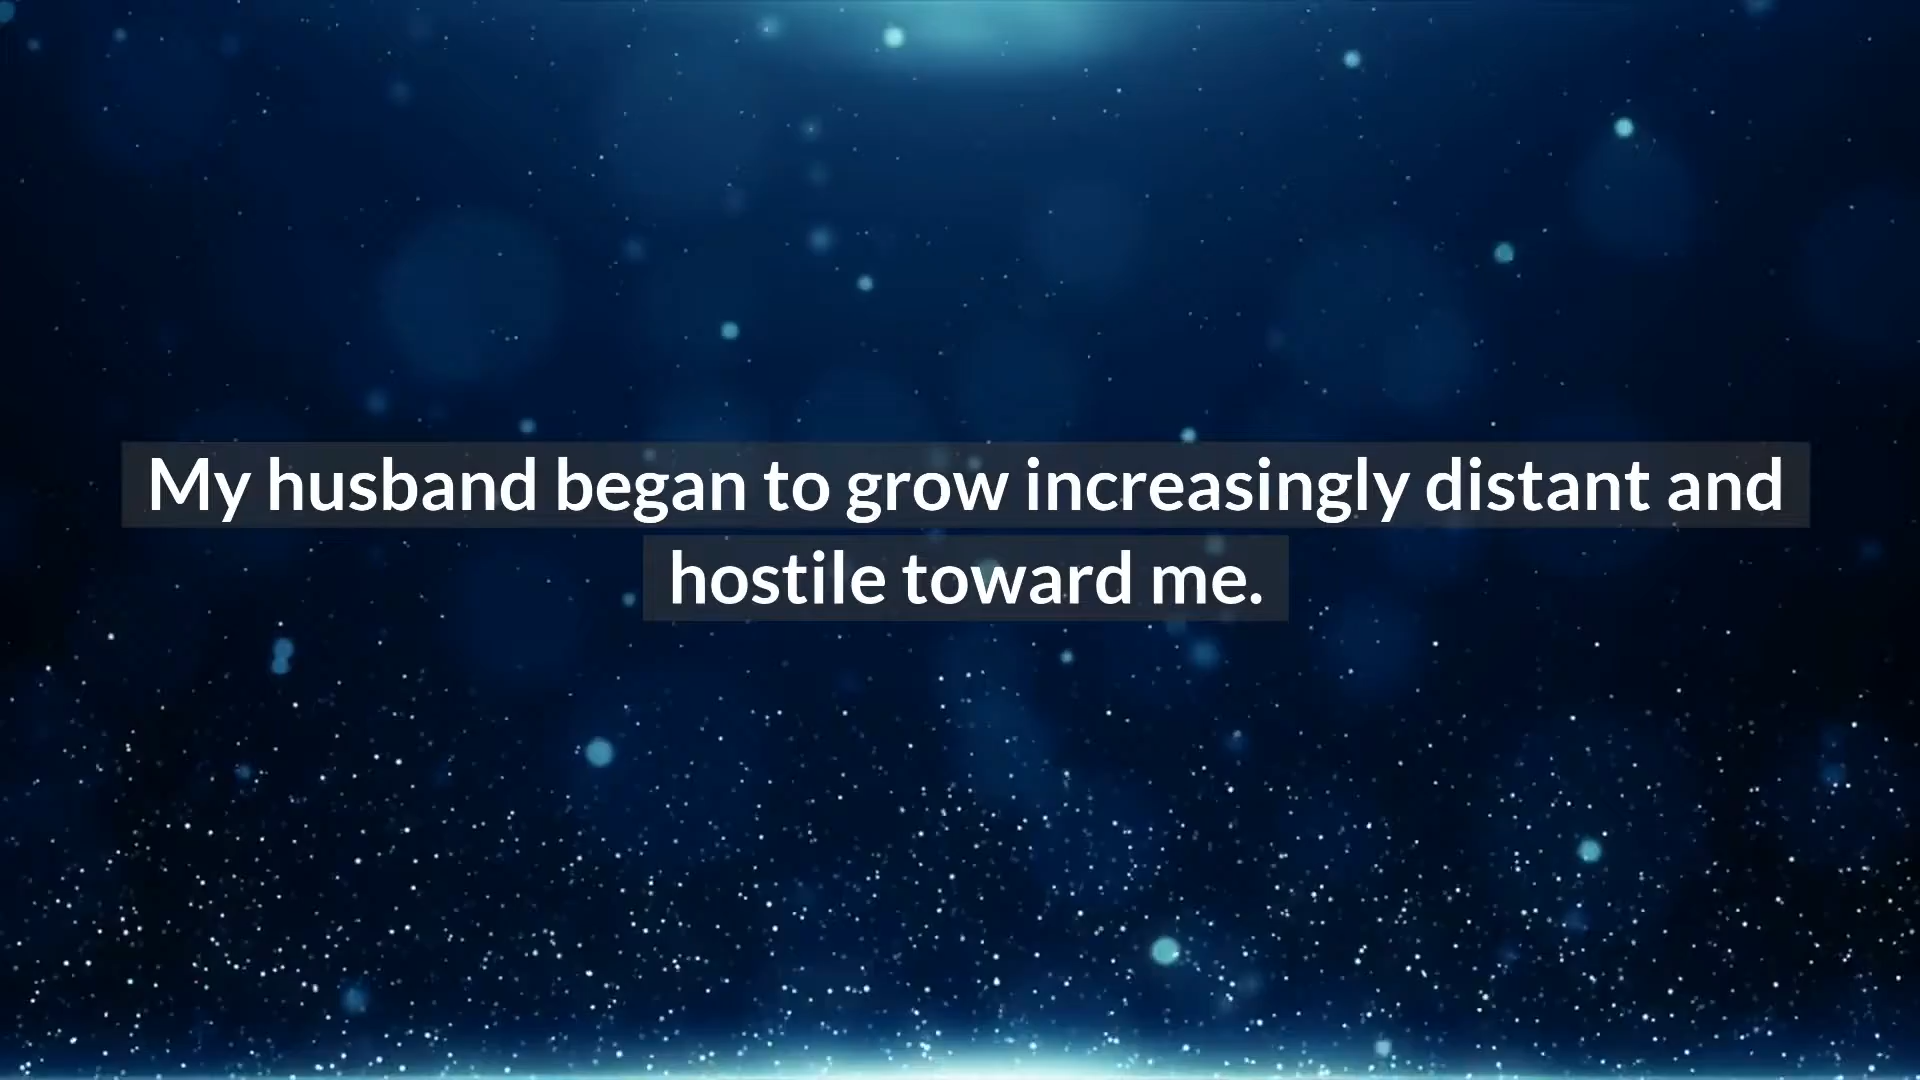 My husband began to grow increasingly distant and
hostile toward me.